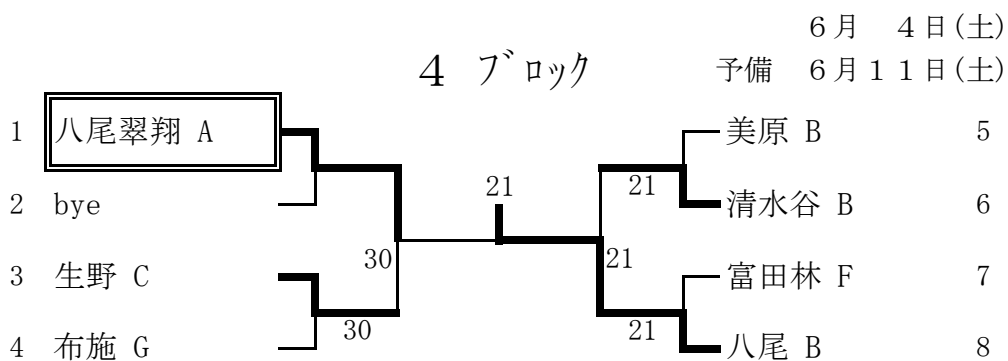 ６月　４日(土)
４ ブロック
予備　６月１１日(土)
1 八尾翠翔 A
美原 B 5
21
21
2 bye
清水谷 B 6
30
21
3 生野 C
富田林 F 7
30
21
4 布施 G
八尾 B 8